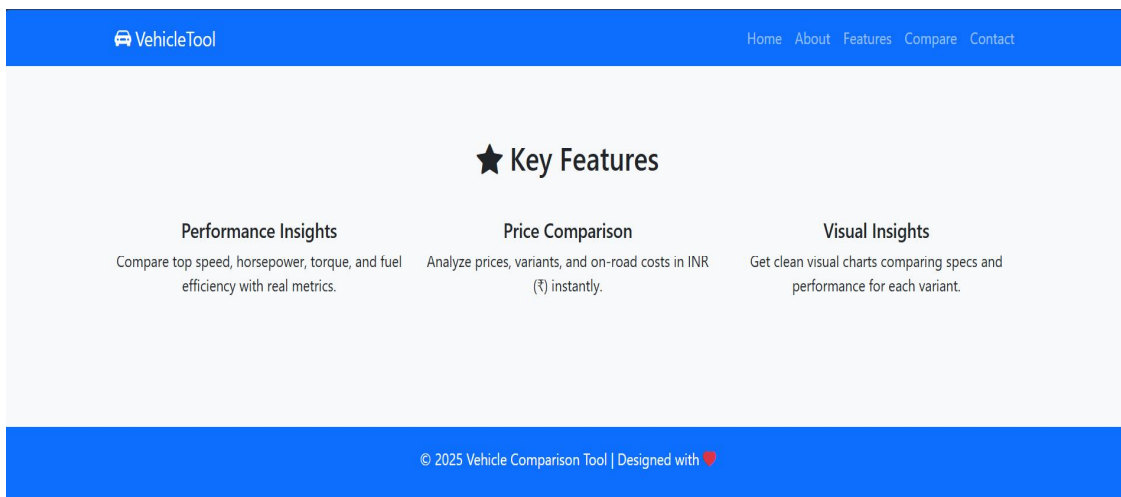 VehicleTool
Home About Features Compare Contact
Key Features
Performance Insights
Compare top speed, horsepower, torque, and fuel
efficiency with real metrics.
Price Comparison
Analyze prices, variants, and on-road costs in INR
(₹) instantly.
Visual Insights
Get clean visual charts comparing specs and
performance for each variant.
© 2025 Vehicle Comparison Tool | Designed with ❤️